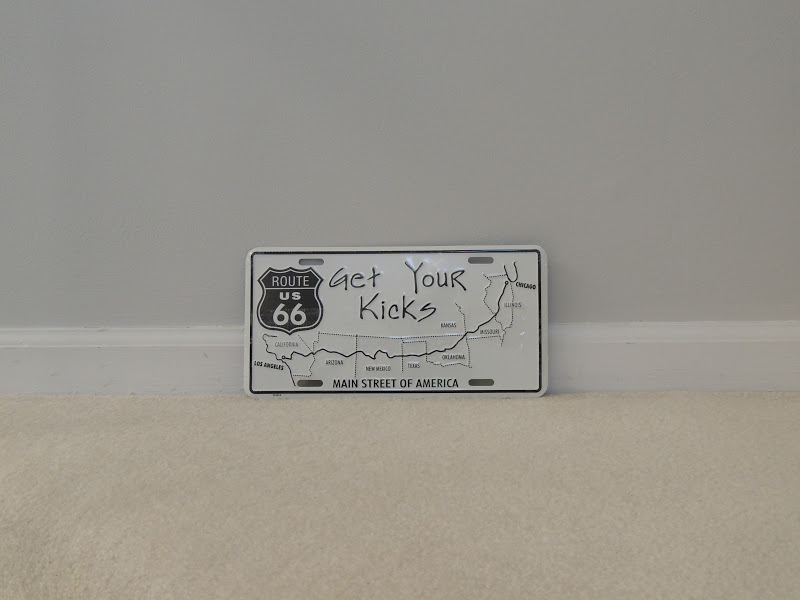 ROUTE
US
66
Get Your
Kicks
CHICAGO
ILLINOIS
KANSAS
MISSOURI
CALIFORNIA
LOS ANGELES
ARIZONA
NEW MEXICO
TEXAS
OKLAHOMA
MAIN STREET OF AMERICA